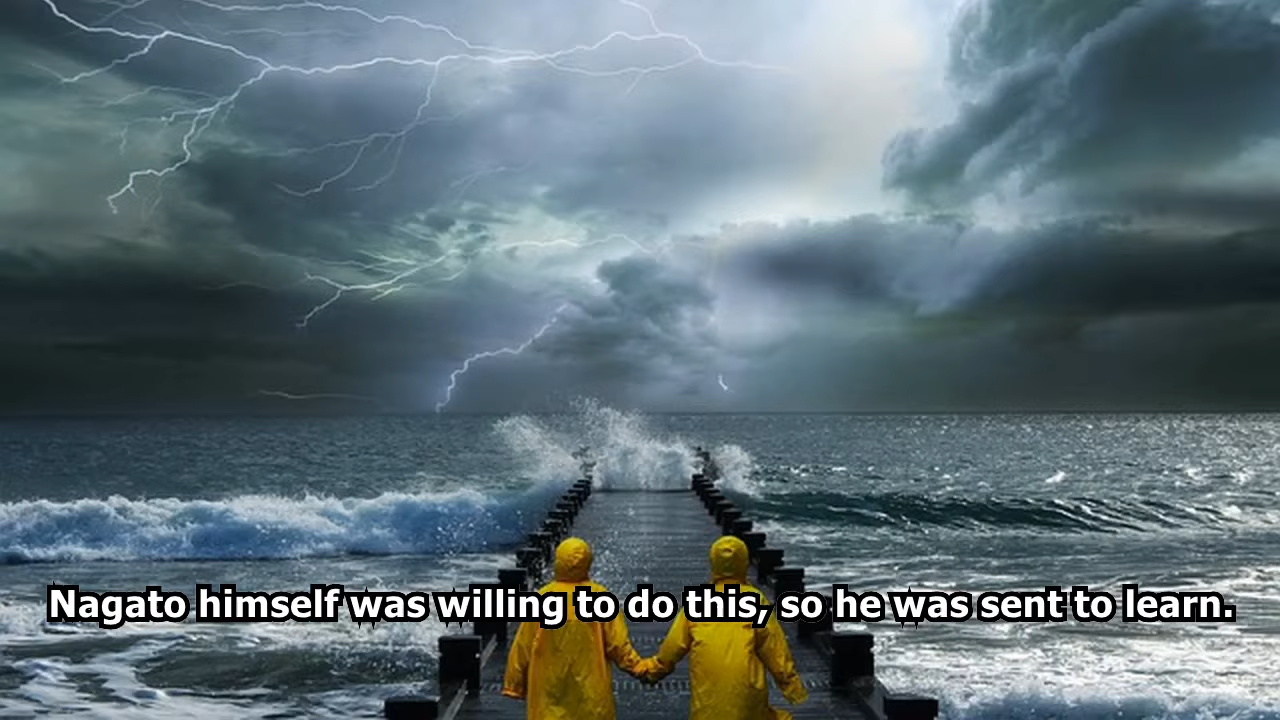 Nagato himself was willing to do this, so he was sent to learn.